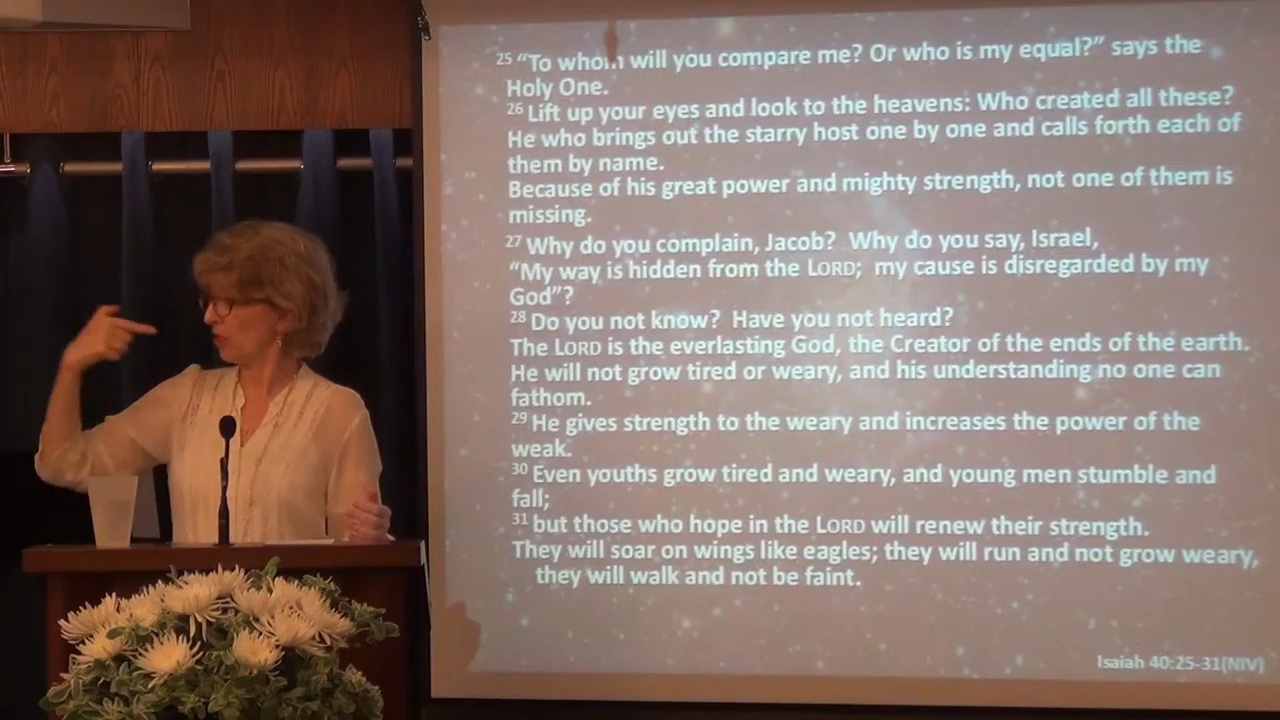 25 “To whom will you compare me? Or who is my equal?” says the
Holy One.
26 Lift up your eyes and look to the heavens: Who created all these?
He who brings out the starry host one by one and calls forth each of
them by name.
Because of his great power and mighty strength, not one of them is
missing.
27 Why do you complain, Jacob?  Why do you say, Israel,
“My way is hidden from the LORD;  my cause is disregarded by my
God”?
28 Do you not know?  Have you not heard?
The LORD is the everlasting God, the Creator of the ends of the earth.
He will not grow tired or weary, and his understanding no one can
fathom.
29 He gives strength to the weary and increases the power of the
weak.
30 Even youths grow tired and weary, and young men stumble and
fall;
31 but those who hope in the LORD will renew their strength.
They will soar on wings like eagles; they will run and not grow weary,
they will walk and not be faint.
Isaiah 40:25-31(NIV)